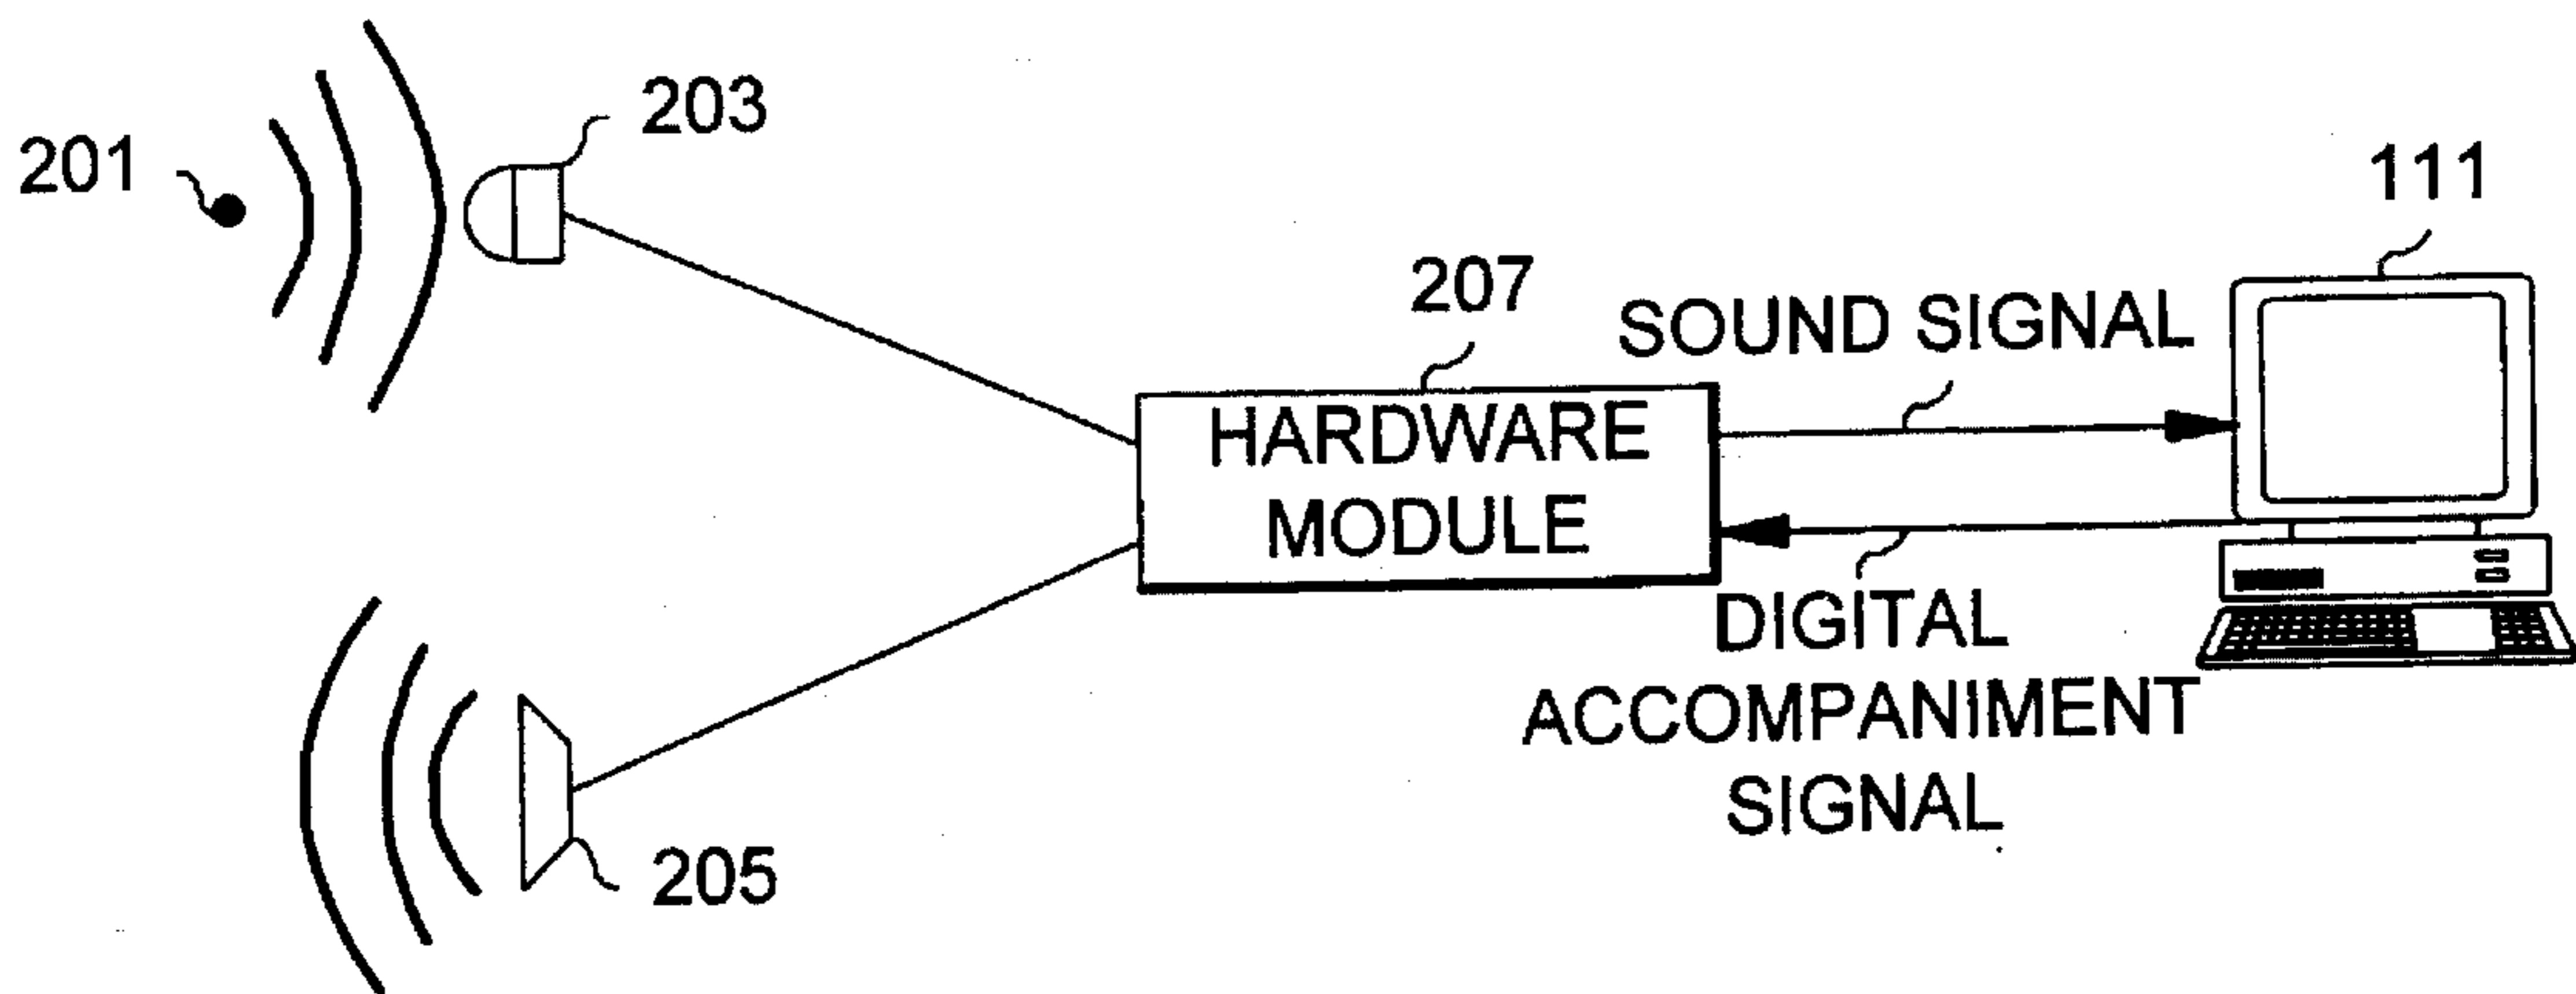 203
201
111
207
SOUND SIGNAL
HARDWARE
MODULE
DIGITAL
ACCOMPANIMENT
SIGNAL
205